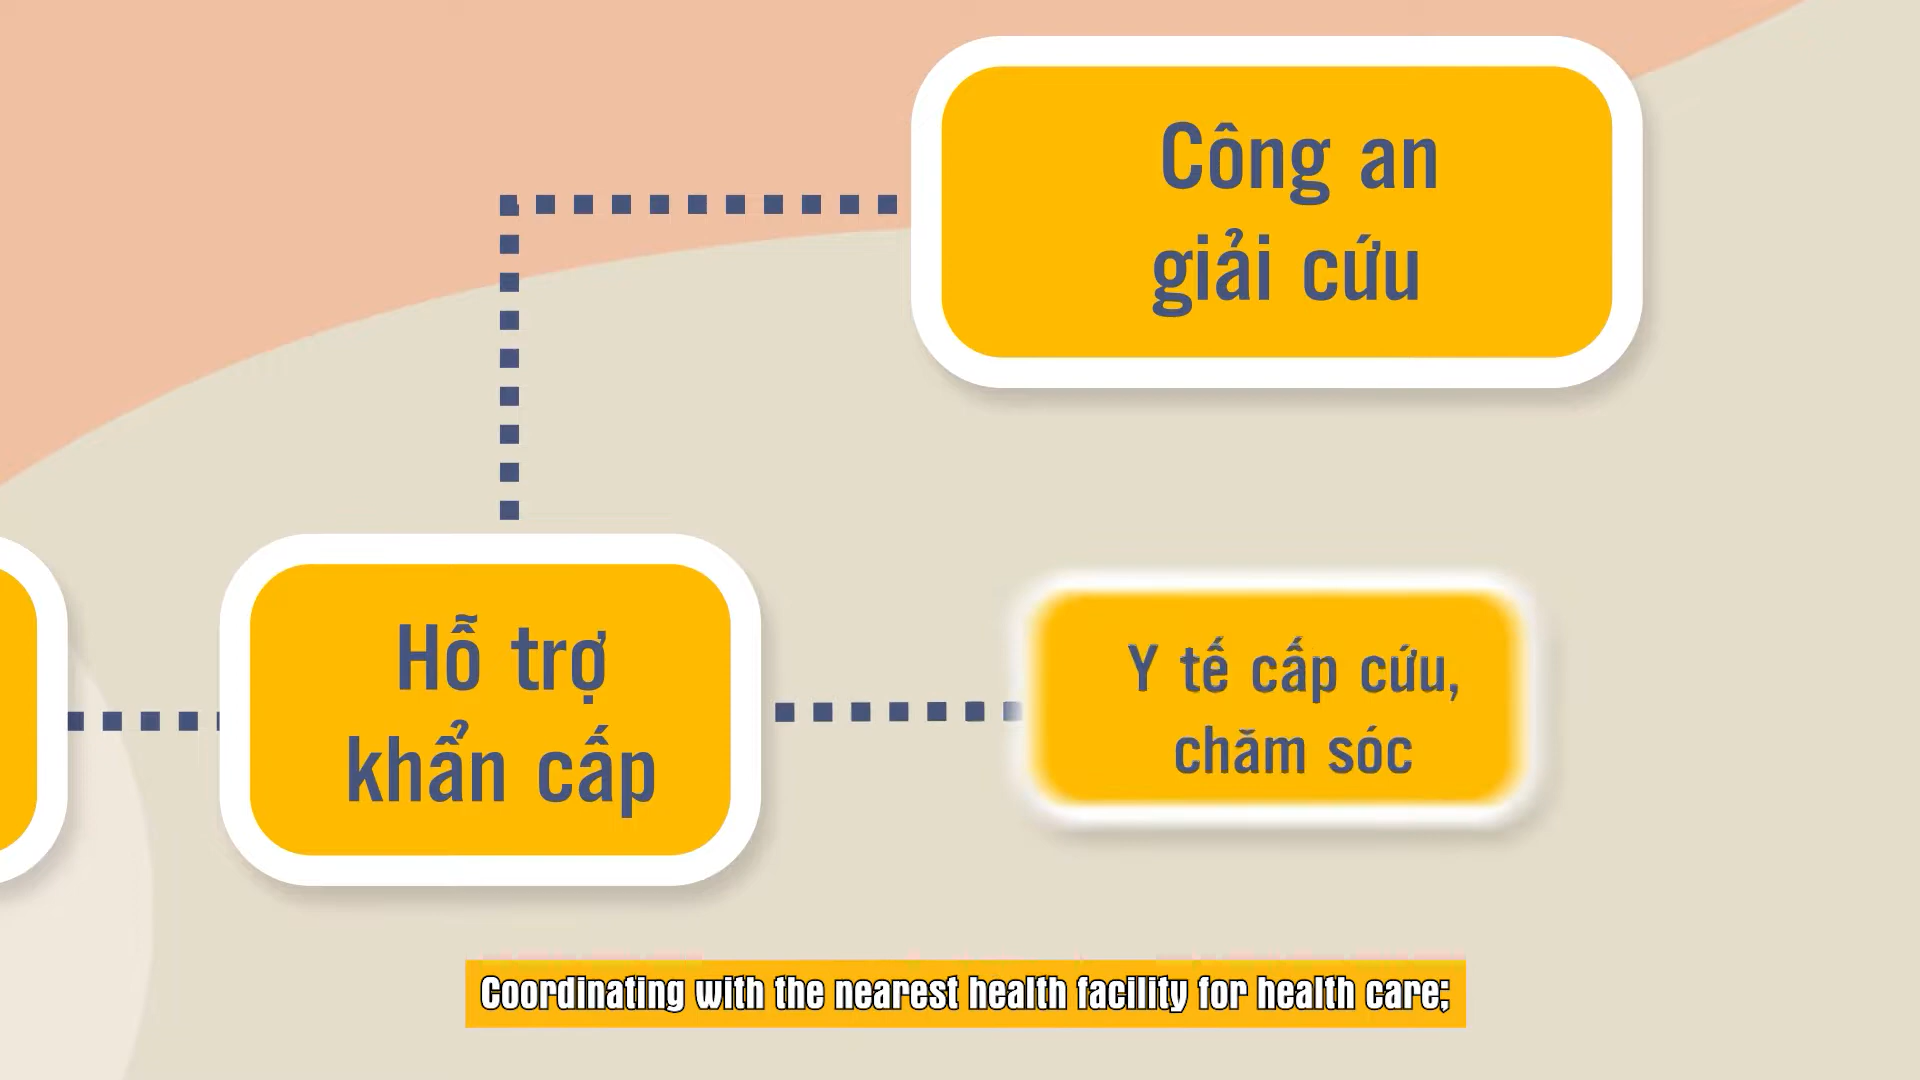 Công an
giải cứu
Hỗ trợ
khẩn cấp
Y tế cấp cứu,
chăm sóc
Coordinating with the nearest health facility for health care;